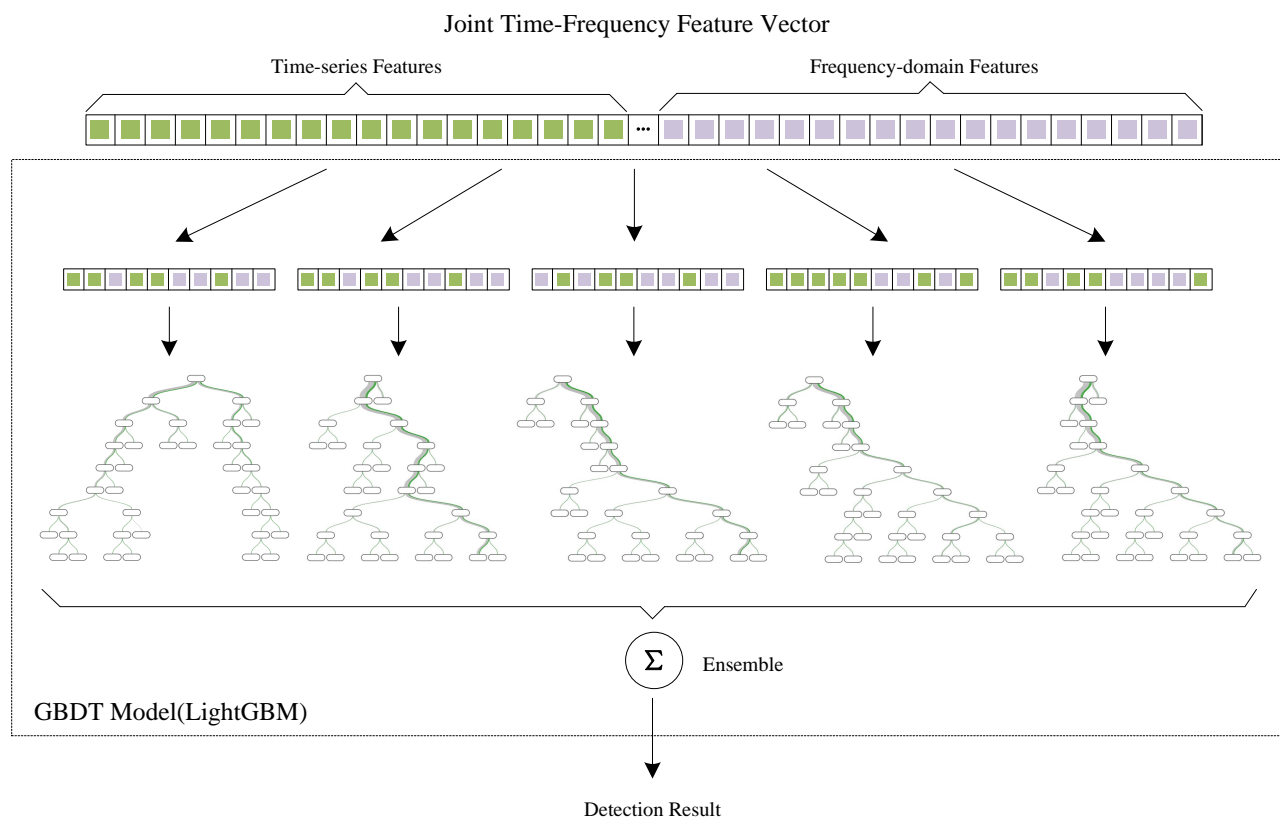 Joint Time-Frequency Feature Vector
Time-series Features
Frequency-domain Features
...
Σ
Ensemble
GBDT Model(LightGBM)
Detection Result